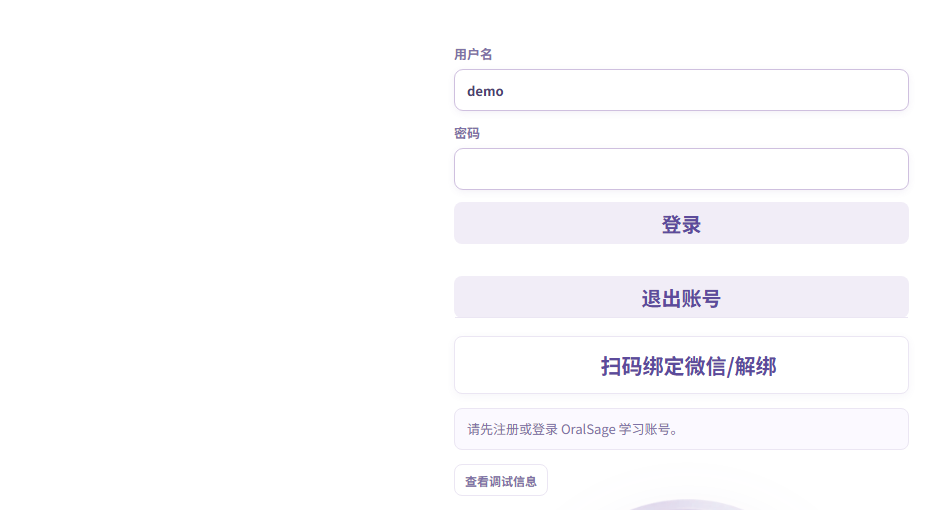 用户名
demo
密码
登录
退出账号
扫码绑定微信/解绑
请先注册或登录 OralSage 学习账号。
查看调试信息